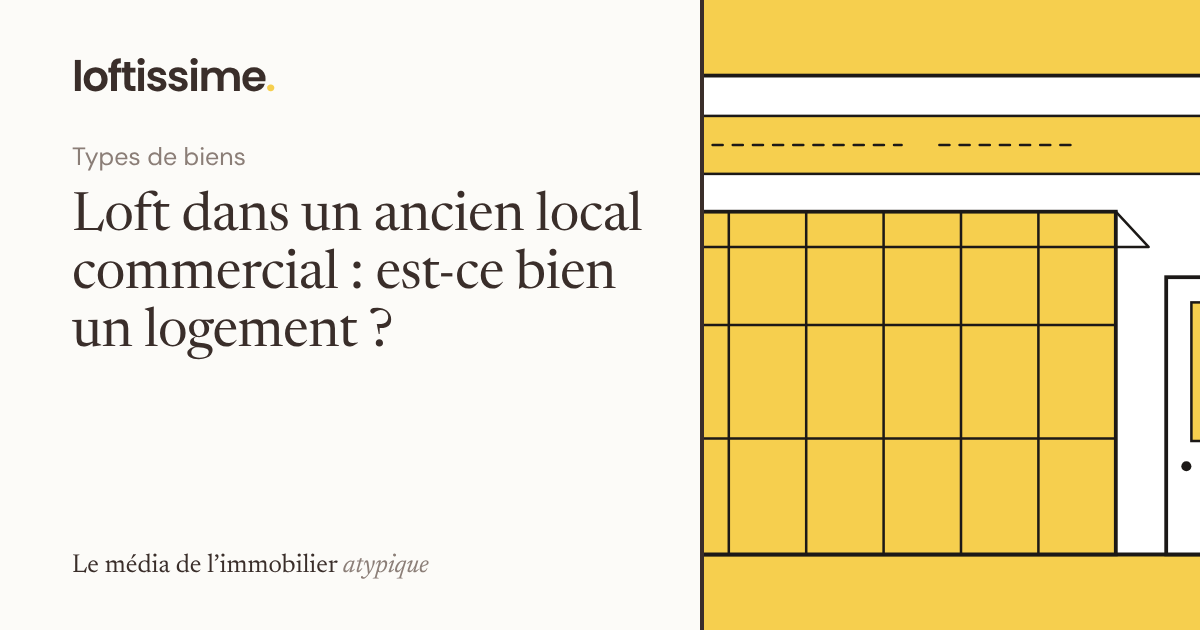 loftissime.
Types de biens
Loft dans un ancien local
commercial : est-ce bien
un logement ?
Le média de l’immobilier atypique